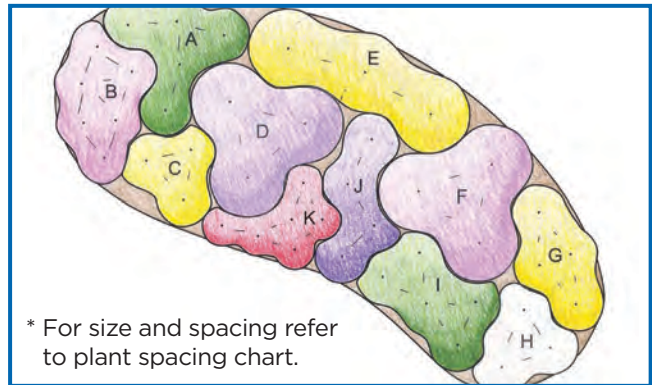 A
E
B
D
C
J
F
K
G
I
H
* For size and spacing refer
to plant spacing chart.